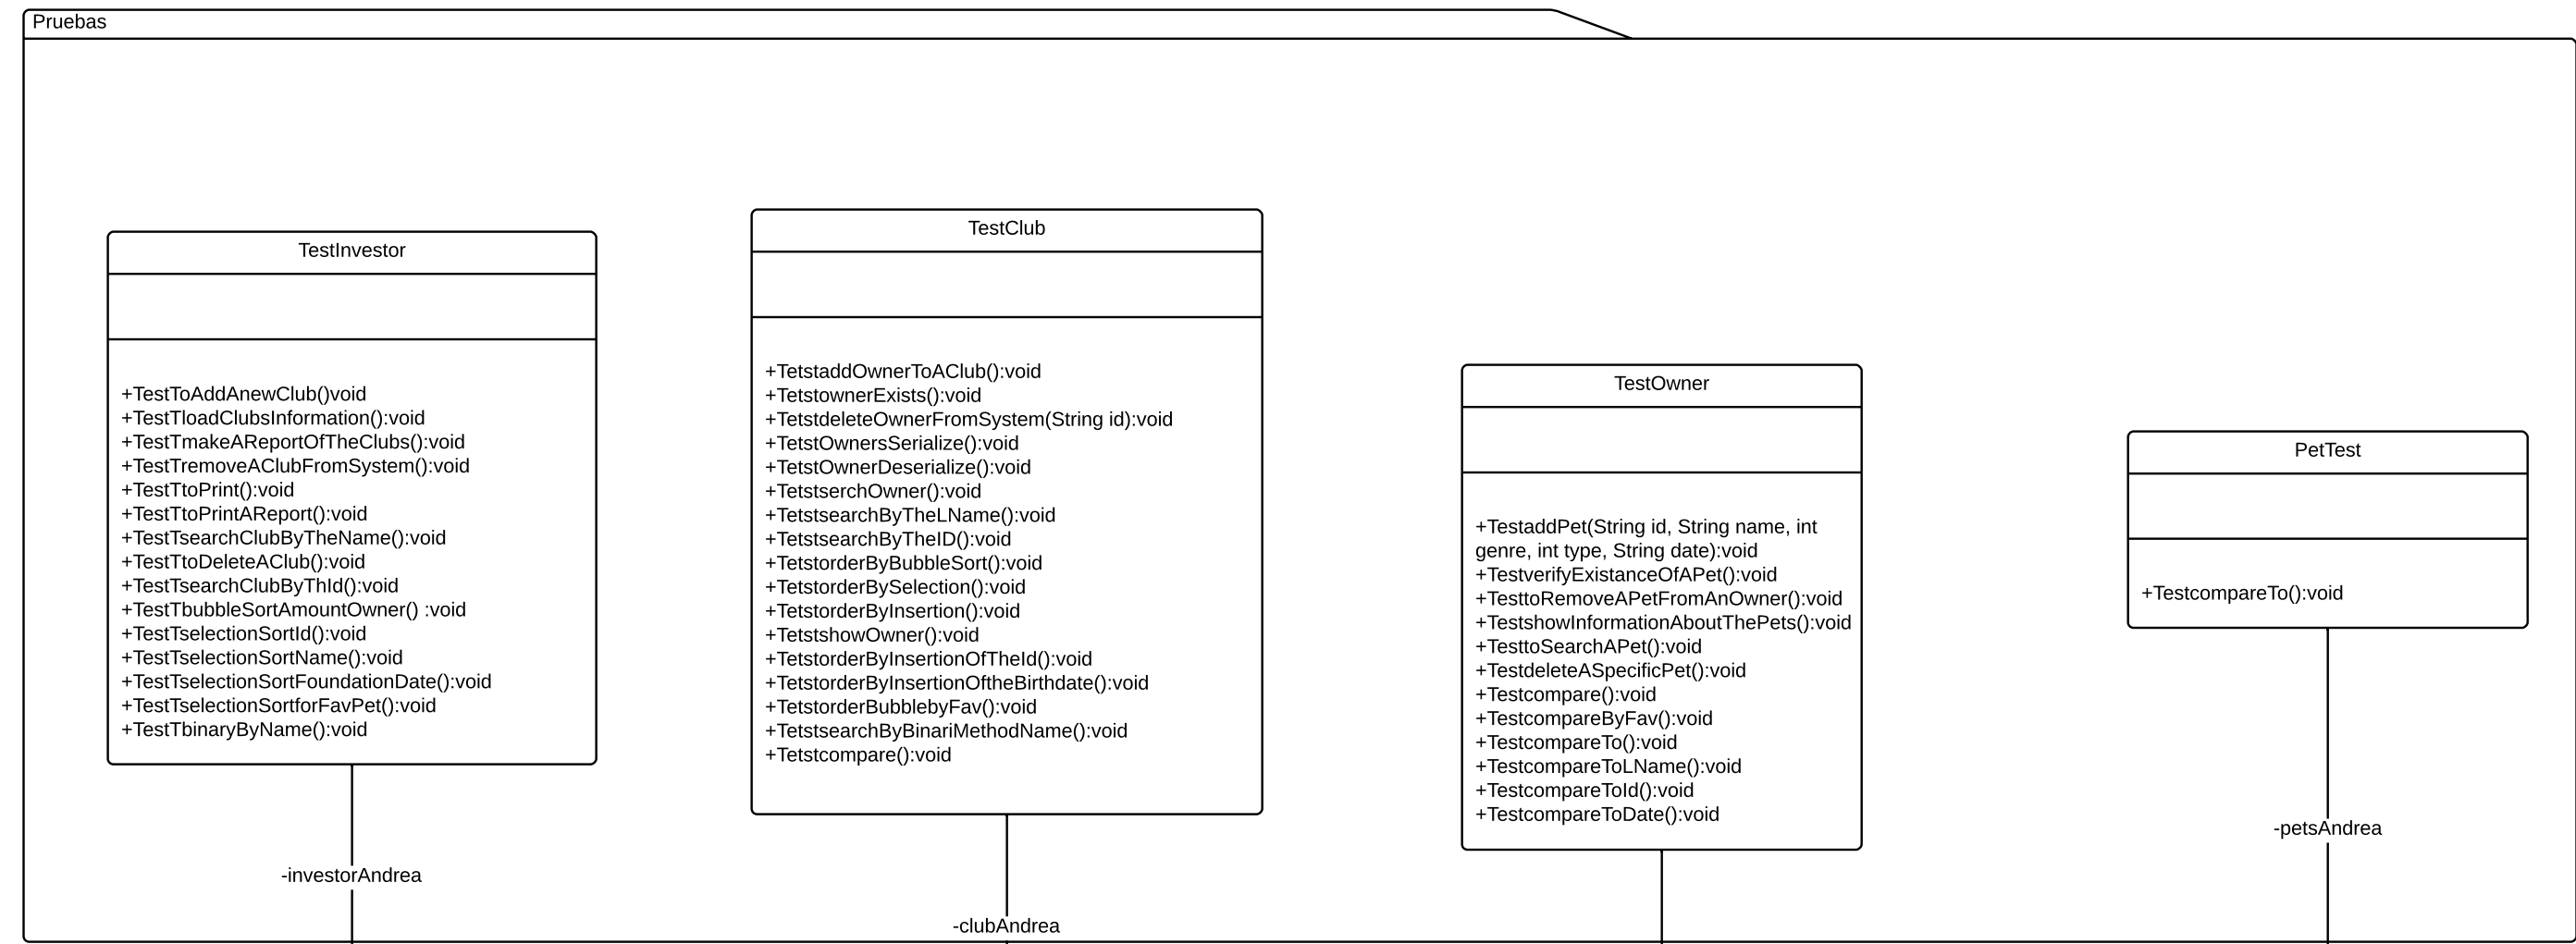 Pruebas
TestInvestor
+TestToAddAnewClub()void
+TestTloadClubsInformation():void
+TestTmakeAReportOfTheClubs():void
+TestTremoveAClubFromSystem():void
+TestTtoPrint():void
+TestTtoPrintAReport():void
+TestTsearchClubByTheName():void
+TestTtoDeleteAClub():void
+TestTsearchClubByThId():void
+TestTbubbleSortAmountOwner() :void
+TestTselectionSortId():void
+TestTselectionSortName():void
+TestTselectionSortFoundationDate():void
+TestTselectionSortforFavPet():void
+TestTbinaryByName():void
-investorAndrea
TestClub
+TetstaddOwnerToAClub():void
+TetstownerExists():void
+TetstdeleteOwnerFromSystem(String id):void
+TetstOwnersSerialize():void
+TetstOwnerDeserialize():void
+TetstserchOwner():void
+TetstsearchByTheLName():void
+TetstsearchByTheID():void
+TetstorderByBubbleSort():void
+TetstorderBySelection():void
+TetstorderByInsertion():void
+TetstshowOwner():void
+TetstorderByInsertionOfTheId():void
+TetstorderByInsertionOftheBirthdate():void
+TetstorderBubblebyFav():void
+TetstsearchByBinariMethodName():void
+Tetstcompare():void
-clubAndrea
TestOwner
+TestaddPet(String id, String name, int
genre, int type, String date):void
+TestverifyExistanceOfAPet():void
+TesttoRemoveAPetFromAnOwner():void
+TestshowInformationAboutThePets():void
+TesttoSearchAPet():void
+TestdeleteASpecificPet():void
+Testcompare():void
+TestcompareByFav():void
+TestcompareTo():void
+TestcompareToLName():void
+TestcompareToId():void
+TestcompareToDate():void
PetTest
+TestcompareTo():void
-petsAndrea